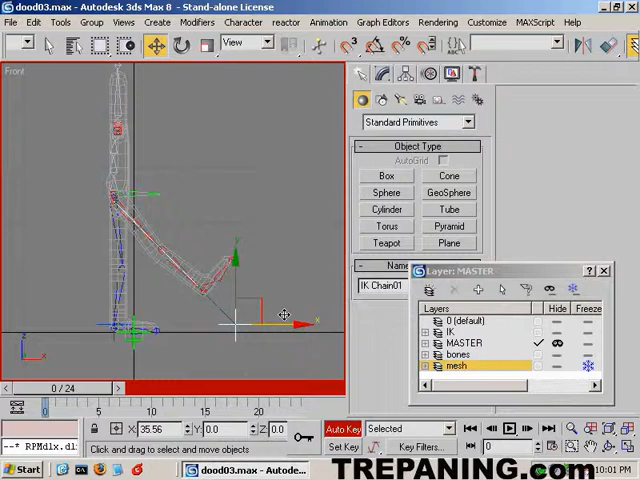 dood03.max - Autodesk 3ds Max 8 - Stand-alone License
File Edit Tools Group Views Create Modifiers Character reactor Animation Graph Editors Rendering Customize MAXScript Help
View
Front
Standard Primitives
Object Type
AutoGrid
Box Cone
Sphere GeoSphere
Cylinder Tube
Torus Pyramid
Teapot Plane
IK Chain01
Layer: MASTER
Layers Hide Freeze
0 (default)
IK
MASTER
bones
mesh
y
x
z
x
0 / 24
0 5 10 15 20
X: 35.56 Y: 0.0 Z: 0.0
Auto Key Selected
Set Key Key Filters...
0
--* RPMdlx.dl:
Click and drag to select and move objects
Start
dood03.max - Autodes...
10:01 PM
TREPANING.com